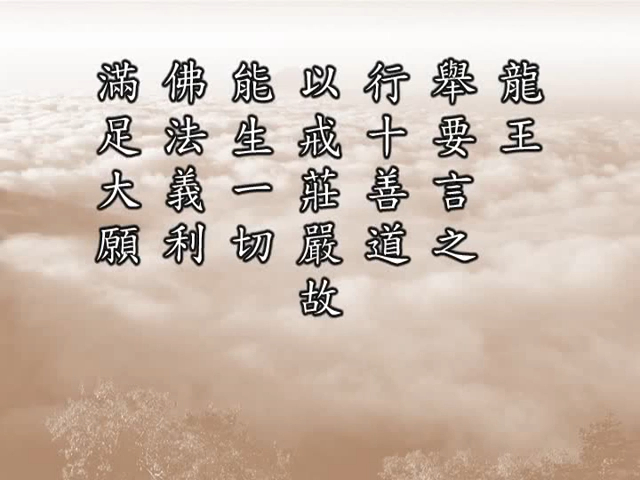 龍王
舉要言之
行十善道
以戒莊嚴故
能生一切
佛法義利
滿足大願